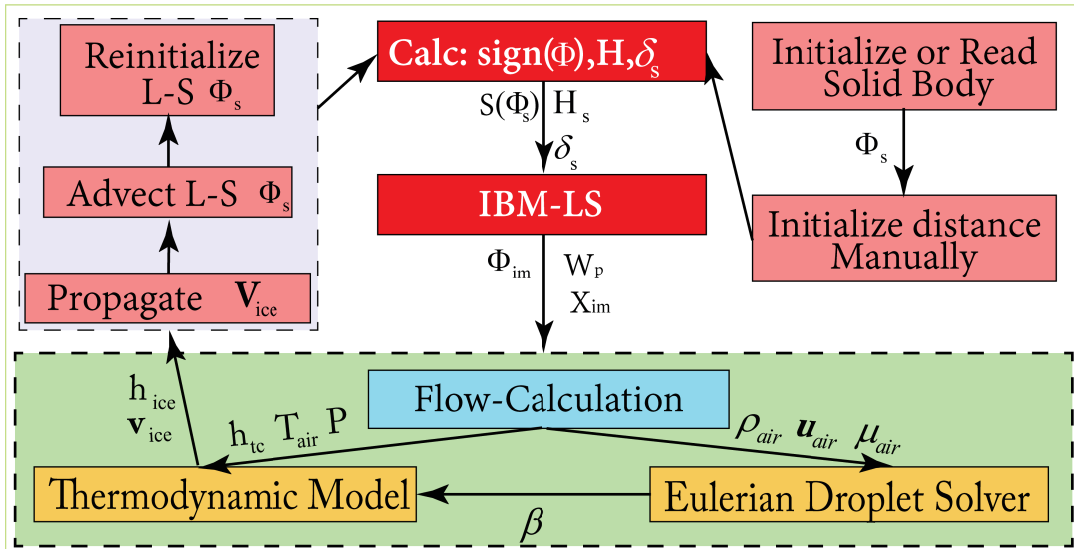 Reinitialize
L-S Φs
Advect L-S Φs
Propagate Vice
Calc: sign(Φ),H,δs
S(Φs) Hs
δs
IBM-LS
Φim Wp
Xim
Initialize or Read
Solid Body
Φs
Initialize distance
Manually
Flow-Calculation
hice
vice
htc Tair P
ρair uair μair
Thermodynamic Model
β
Eulerian Droplet Solver